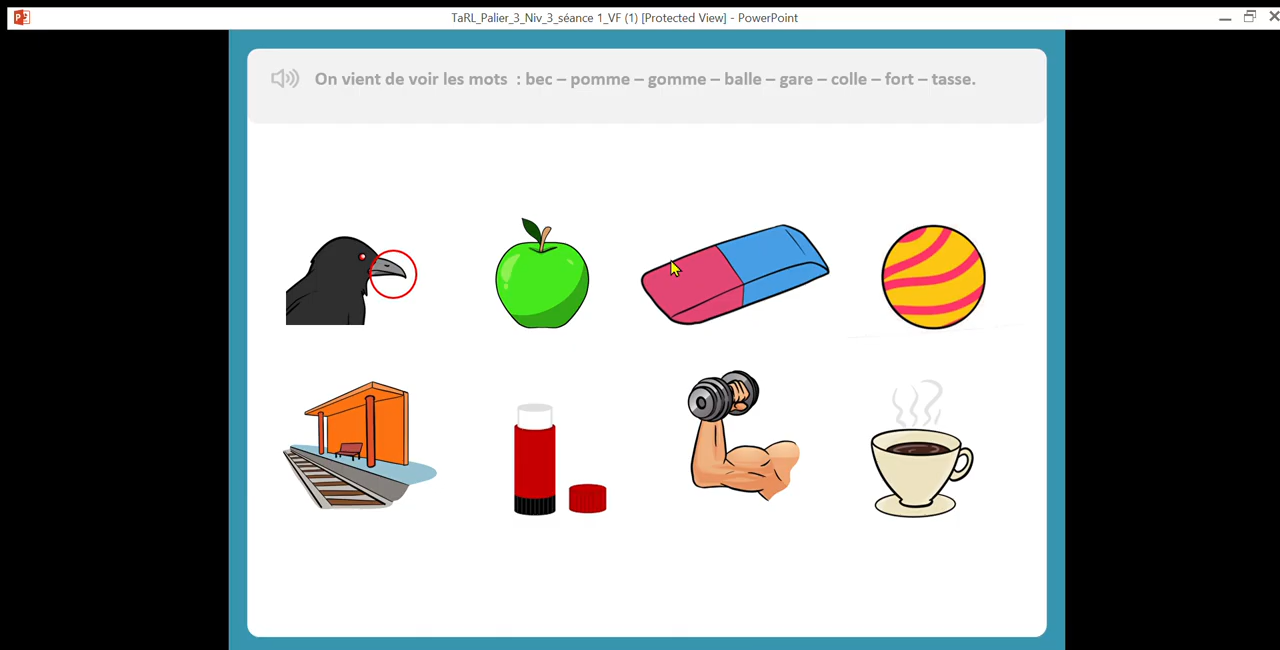 TaRL_Palier_3_Niv_3_séance 1_VF (1) [Protected View] - PowerPoint
On vient de voir les mots : bec – pomme – gomme – balle – gare – colle – fort – tasse.